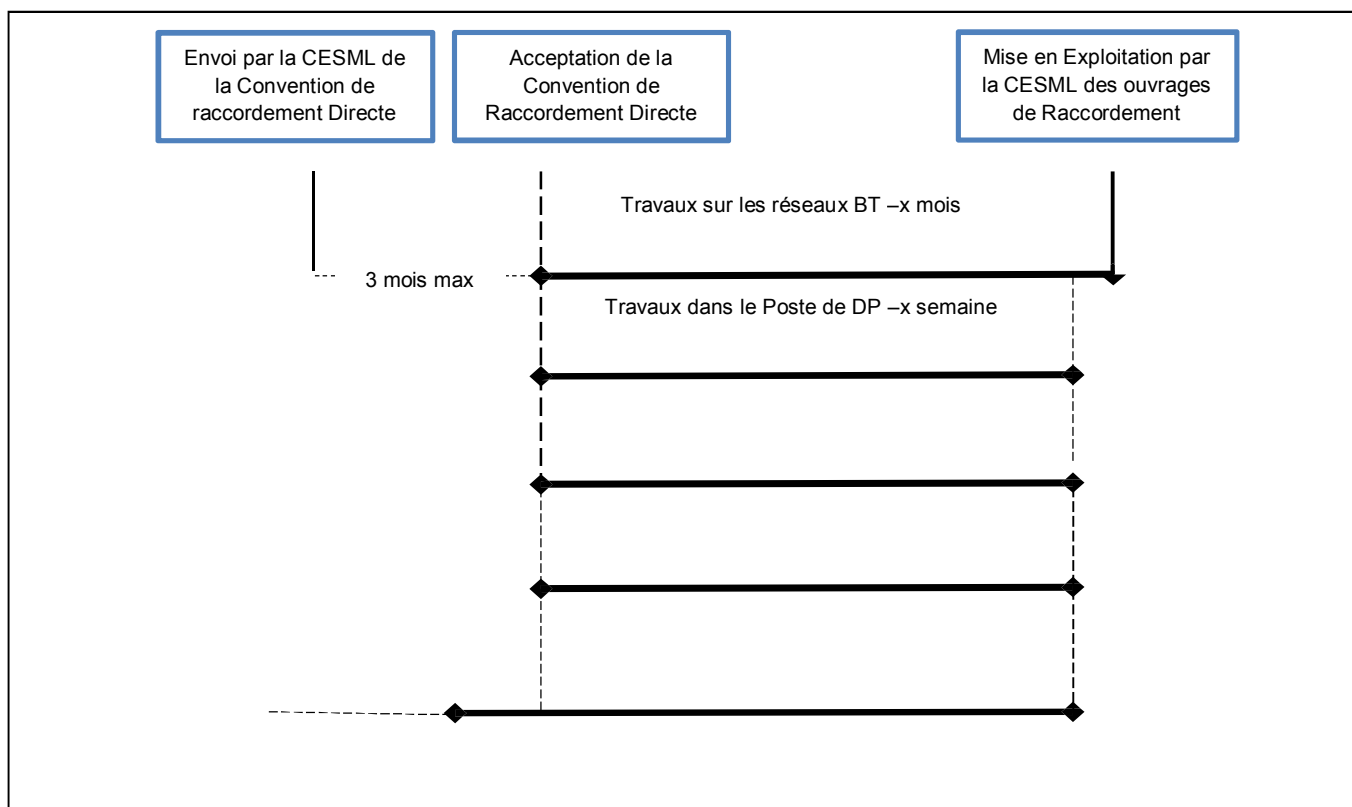 Envoi par la CESML de
la Convention de
raccordement Directe
Acceptation de la
Convention de
Raccordement Directe
Mise en Exploitation par
la CESML des ouvrages
de Raccordement
Travaux sur les réseaux BT –x mois
3 mois max
Travaux dans le Poste de DP –x semaine